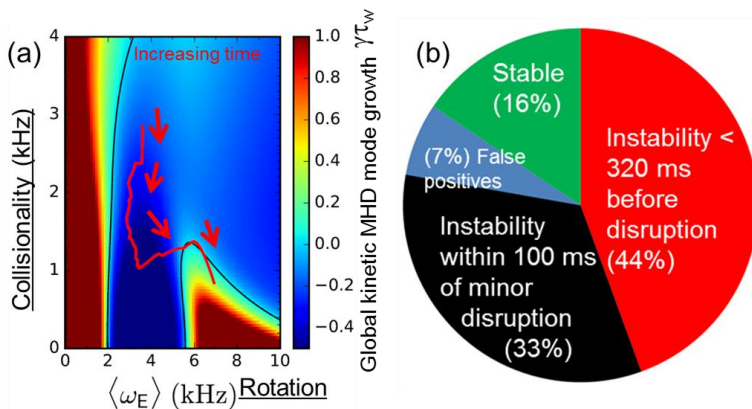 (a)
Increasing time
Collisionality (kHz)
4
3
2
1
0
0 2 4 6 8 10
⟨ω_E⟩ (kHz) Rotation
1.0
0.8
0.6
0.4
0.2
0.0
−0.2
−0.4
Global kinetic MHD mode growth γτ_w
(b)
Stable
(16%)
(7%) False
positives
Instability <
320 ms
before
disruption
(44%)
Instability
within 100 ms
of minor
disruption
(33%)